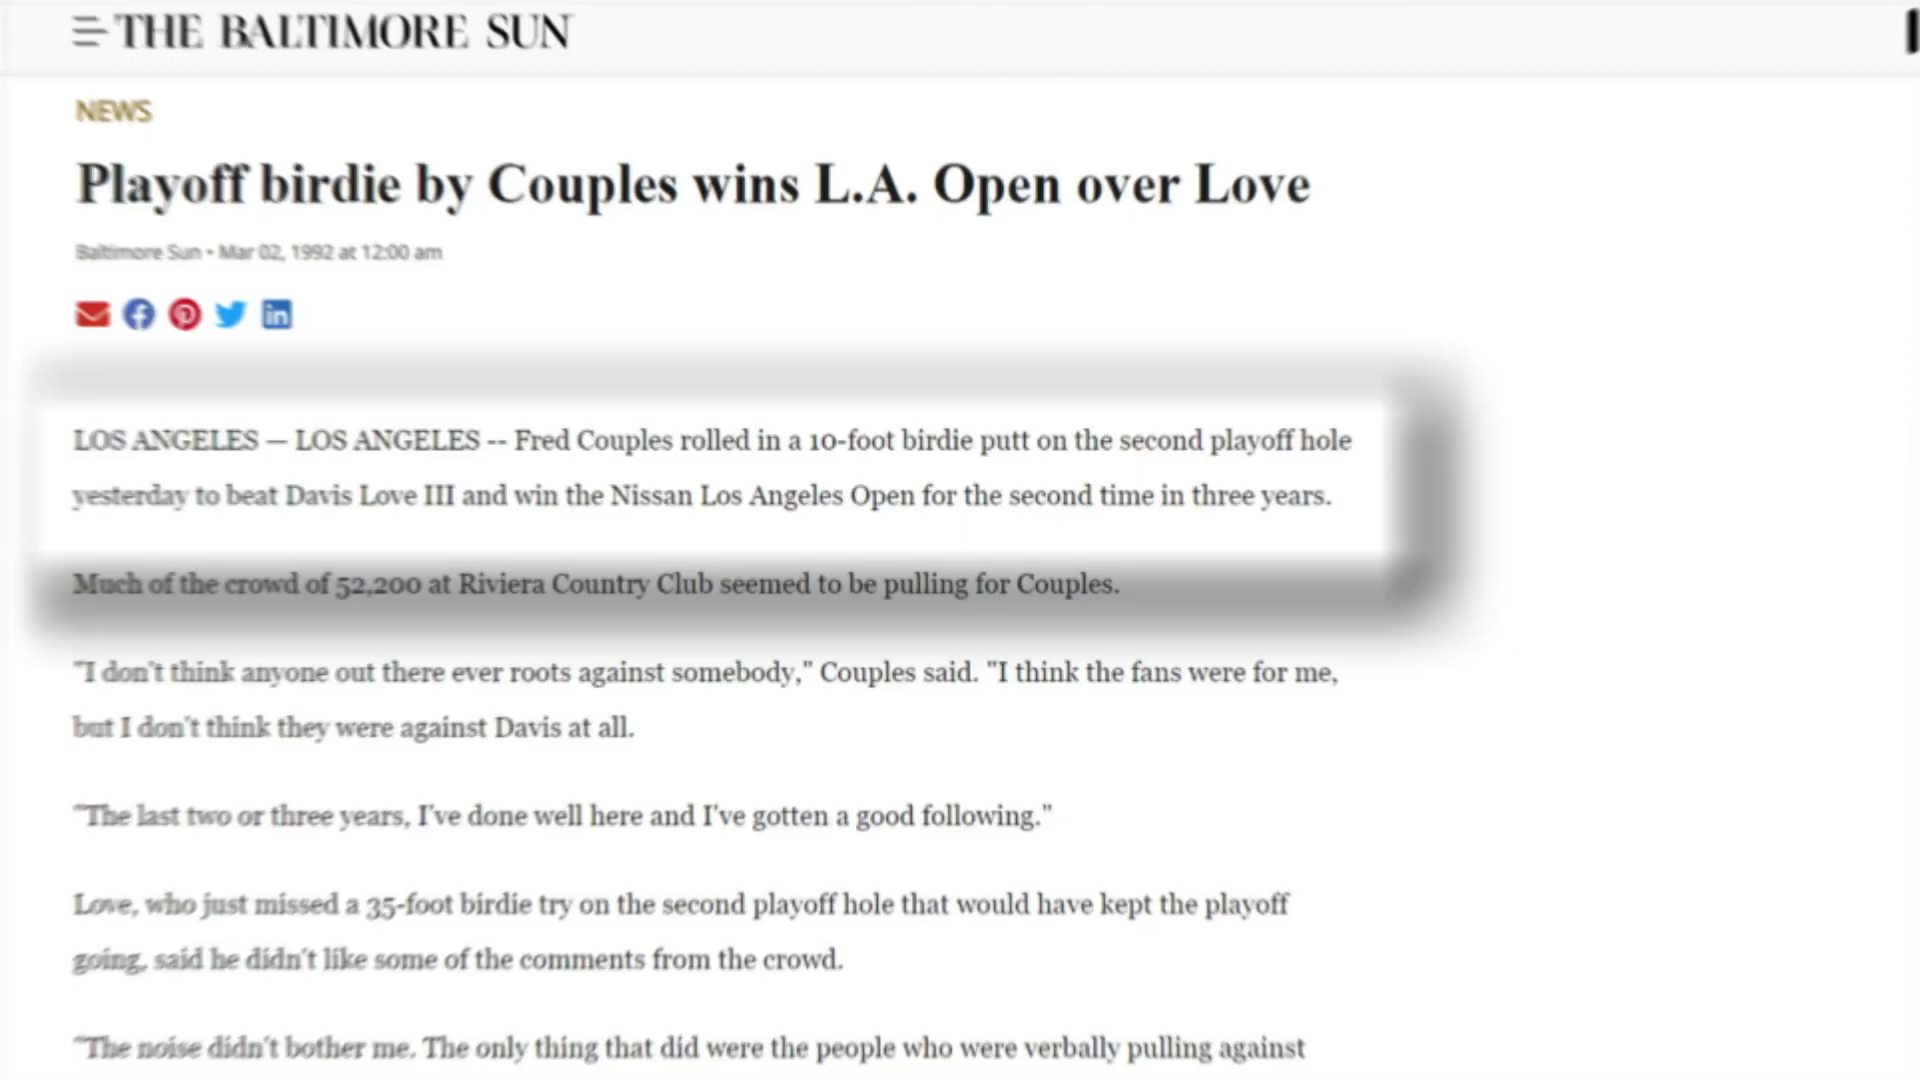 THE BALTIMORE SUN
NEWS
Playoff birdie by Couples wins L.A. Open over Love
Baltimore Sun • Mar 02, 1992 at 12:00 am
LOS ANGELES — LOS ANGELES -- Fred Couples rolled in a 10-foot birdie putt on the second playoff hole
yesterday to beat Davis Love III and win the Nissan Los Angeles Open for the second time in three years.
Much of the crowd of 52,200 at Riviera Country Club seemed to be pulling for Couples.
"I don't think anyone out there ever roots against somebody," Couples said. "I think the fans were for me,
but I don't think they were against Davis at all.
"The last two or three years, I've done well here and I've gotten a good following."
Love, who just missed a 35-foot birdie try on the second playoff hole that would have kept the playoff
going, said he didn't like some of the comments from the crowd.
"The noise didn't bother me. The only thing that did were the people who were verbally pulling against